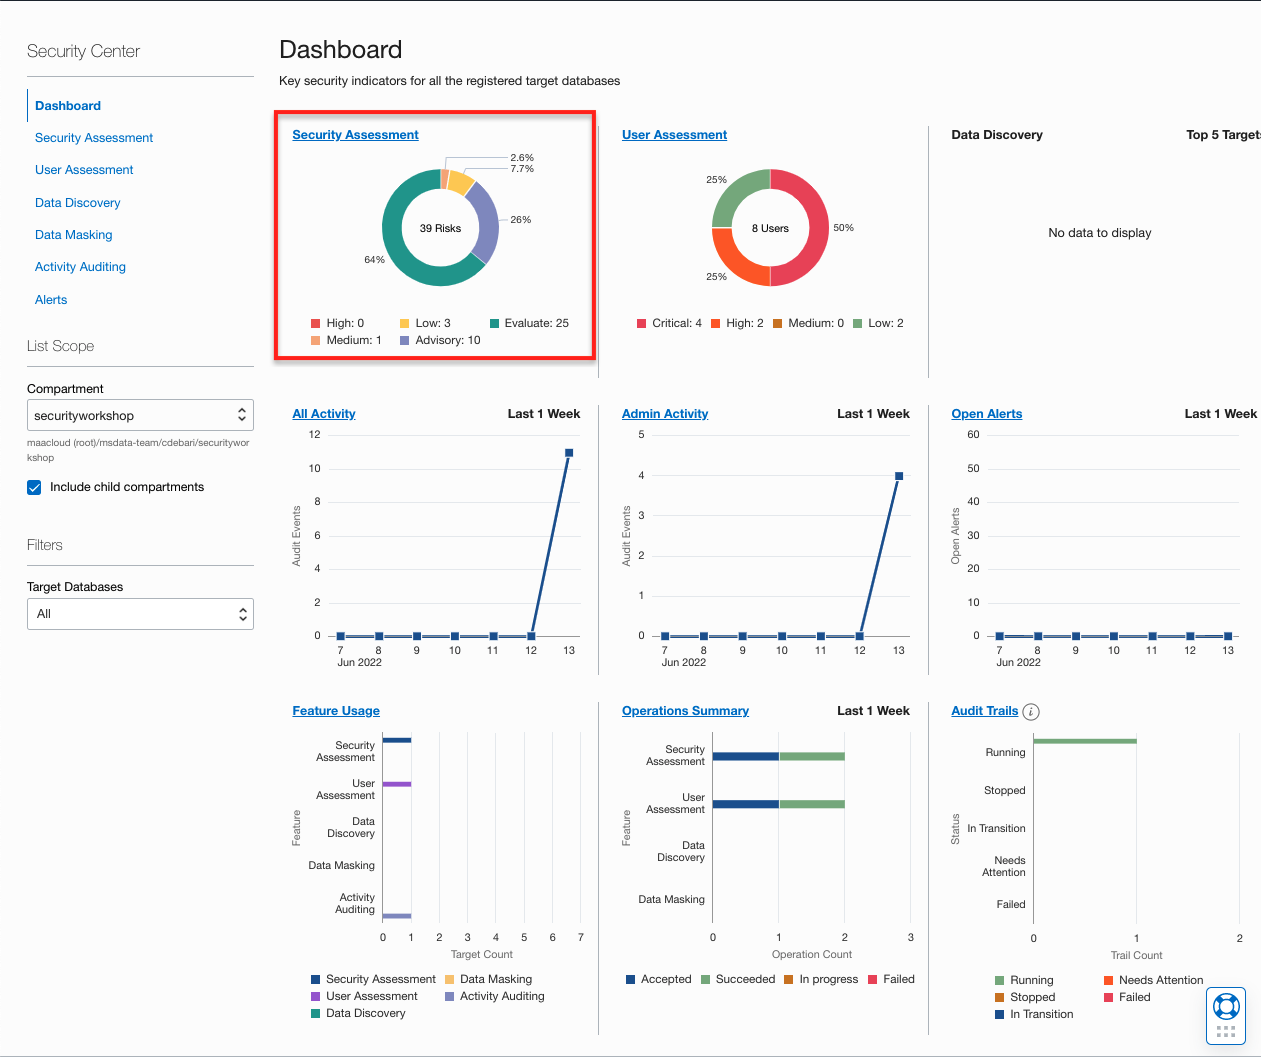 Security Center
Dashboard
Security Assessment
User Assessment
Data Discovery
Data Masking
Activity Auditing
Alerts
List Scope
Compartment
securityworkshop
maacloud (root)/msdata-team/cdebari/securitywor
kshop
Include child compartments
Filters
Target Databases
All
Dashboard
Key security indicators for all the registered target databases
Security Assessment
2.6%
7.7%
26%
64%
39 Risks
High: 0
Low: 3
Evaluate: 25
Medium: 1
Advisory: 10
User Assessment
25%
50%
25%
8 Users
Critical: 4
High: 2
Medium: 0
Low: 2
Data Discovery
Top 5 Targets
No data to display
All Activity
Last 1 Week
12
10
8
6
4
2
0
Audit Events
7 8 9 10 11 12 13
Jun 2022
Admin Activity
Last 1 Week
5
4
3
2
1
0
Audit Events
7 8 9 10 11 12 13
Jun 2022
Open Alerts
Last 1 Week
60
50
40
30
20
10
0
Open Alerts
7 8 9 10 11 12 13
Jun 2022
Feature Usage
Feature
Security
Assessment
User
Assessment
Data
Discovery
Data Masking
Activity
Auditing
0 1 2 3 4 5 6 7
Target Count
Security Assessment
Data Masking
User Assessment
Activity Auditing
Data Discovery
Operations Summary
Last 1 Week
Feature
Security
Assessment
User
Assessment
Data
Discovery
Data Masking
0 1 2 3
Operation Count
Accepted
Succeeded
In progress
Failed
Audit Trails
i
Status
Running
Stopped
In Transition
Needs
Attention
Failed
0 1 2
Trail Count
Running
Needs Attention
Stopped
Failed
In Transition